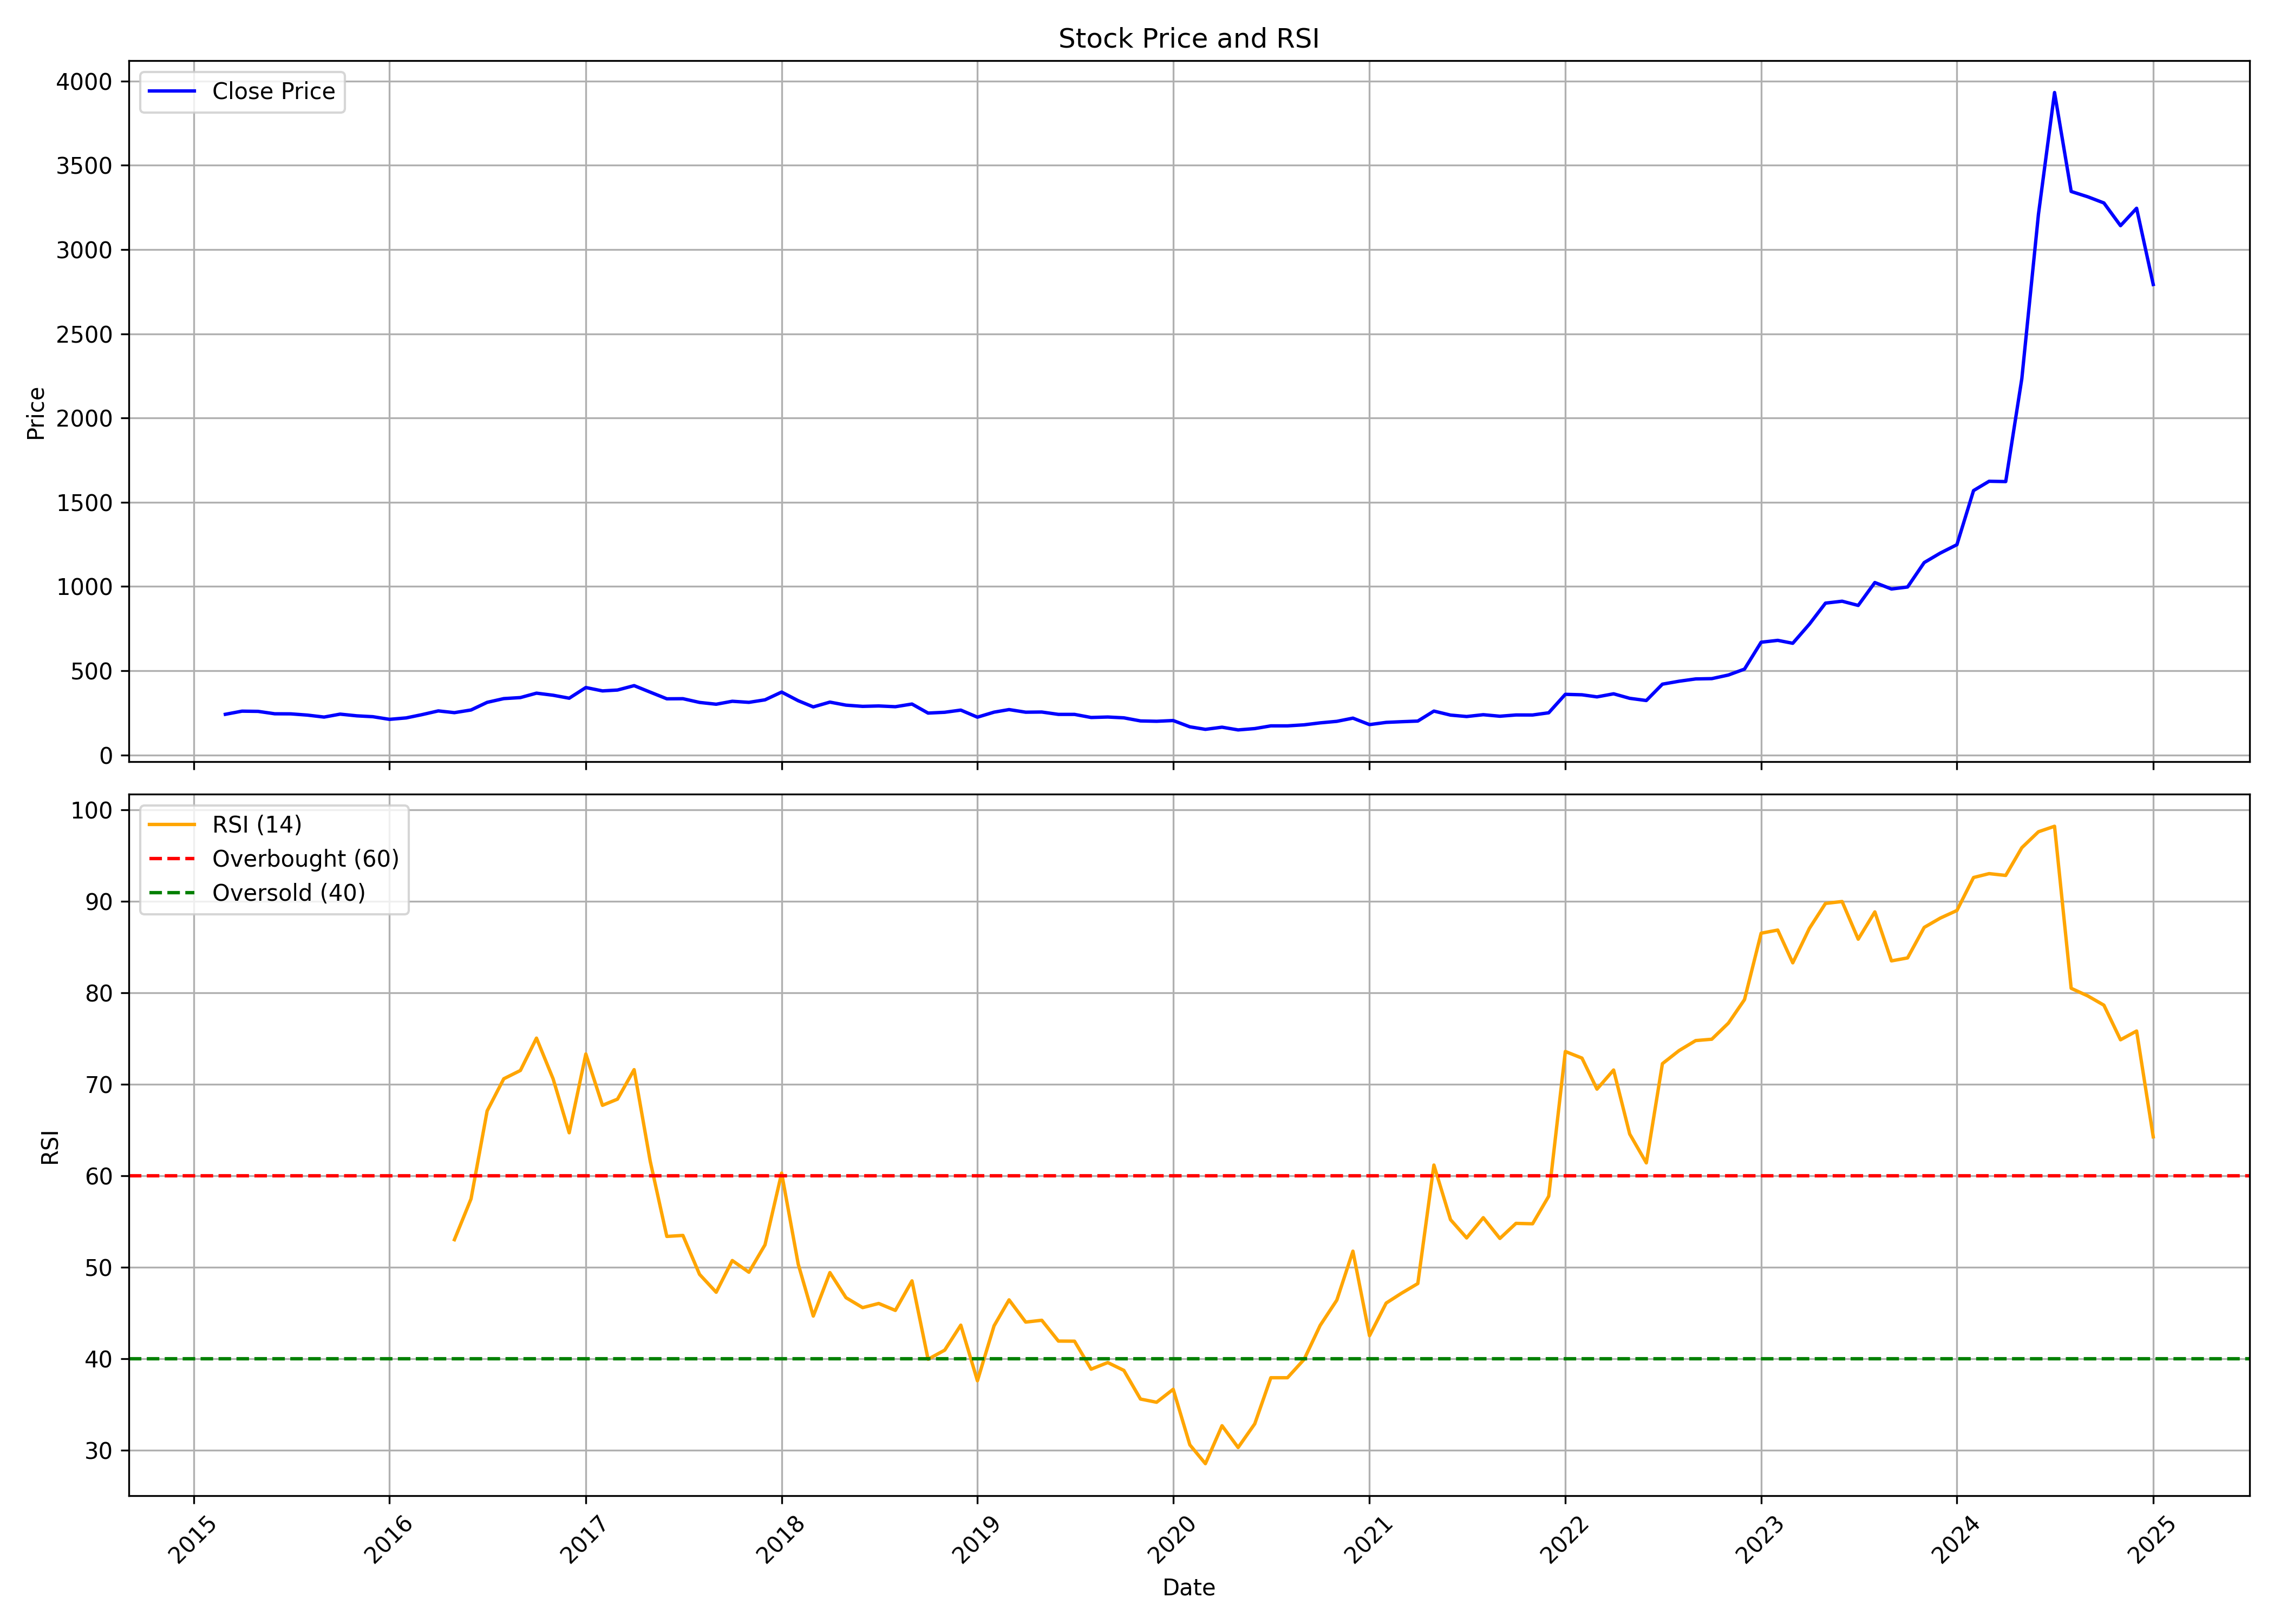 Stock Price and RSI
Close Price
4000
3500
3000
2500
2000
1500
1000
500
0
Price
RSI (14)
Overbought (60)
Oversold (40)
100
90
80
70
60
50
40
30
RSI
2015 2016 2017 2018 2019 2020 2021 2022 2023 2024 2025
Date